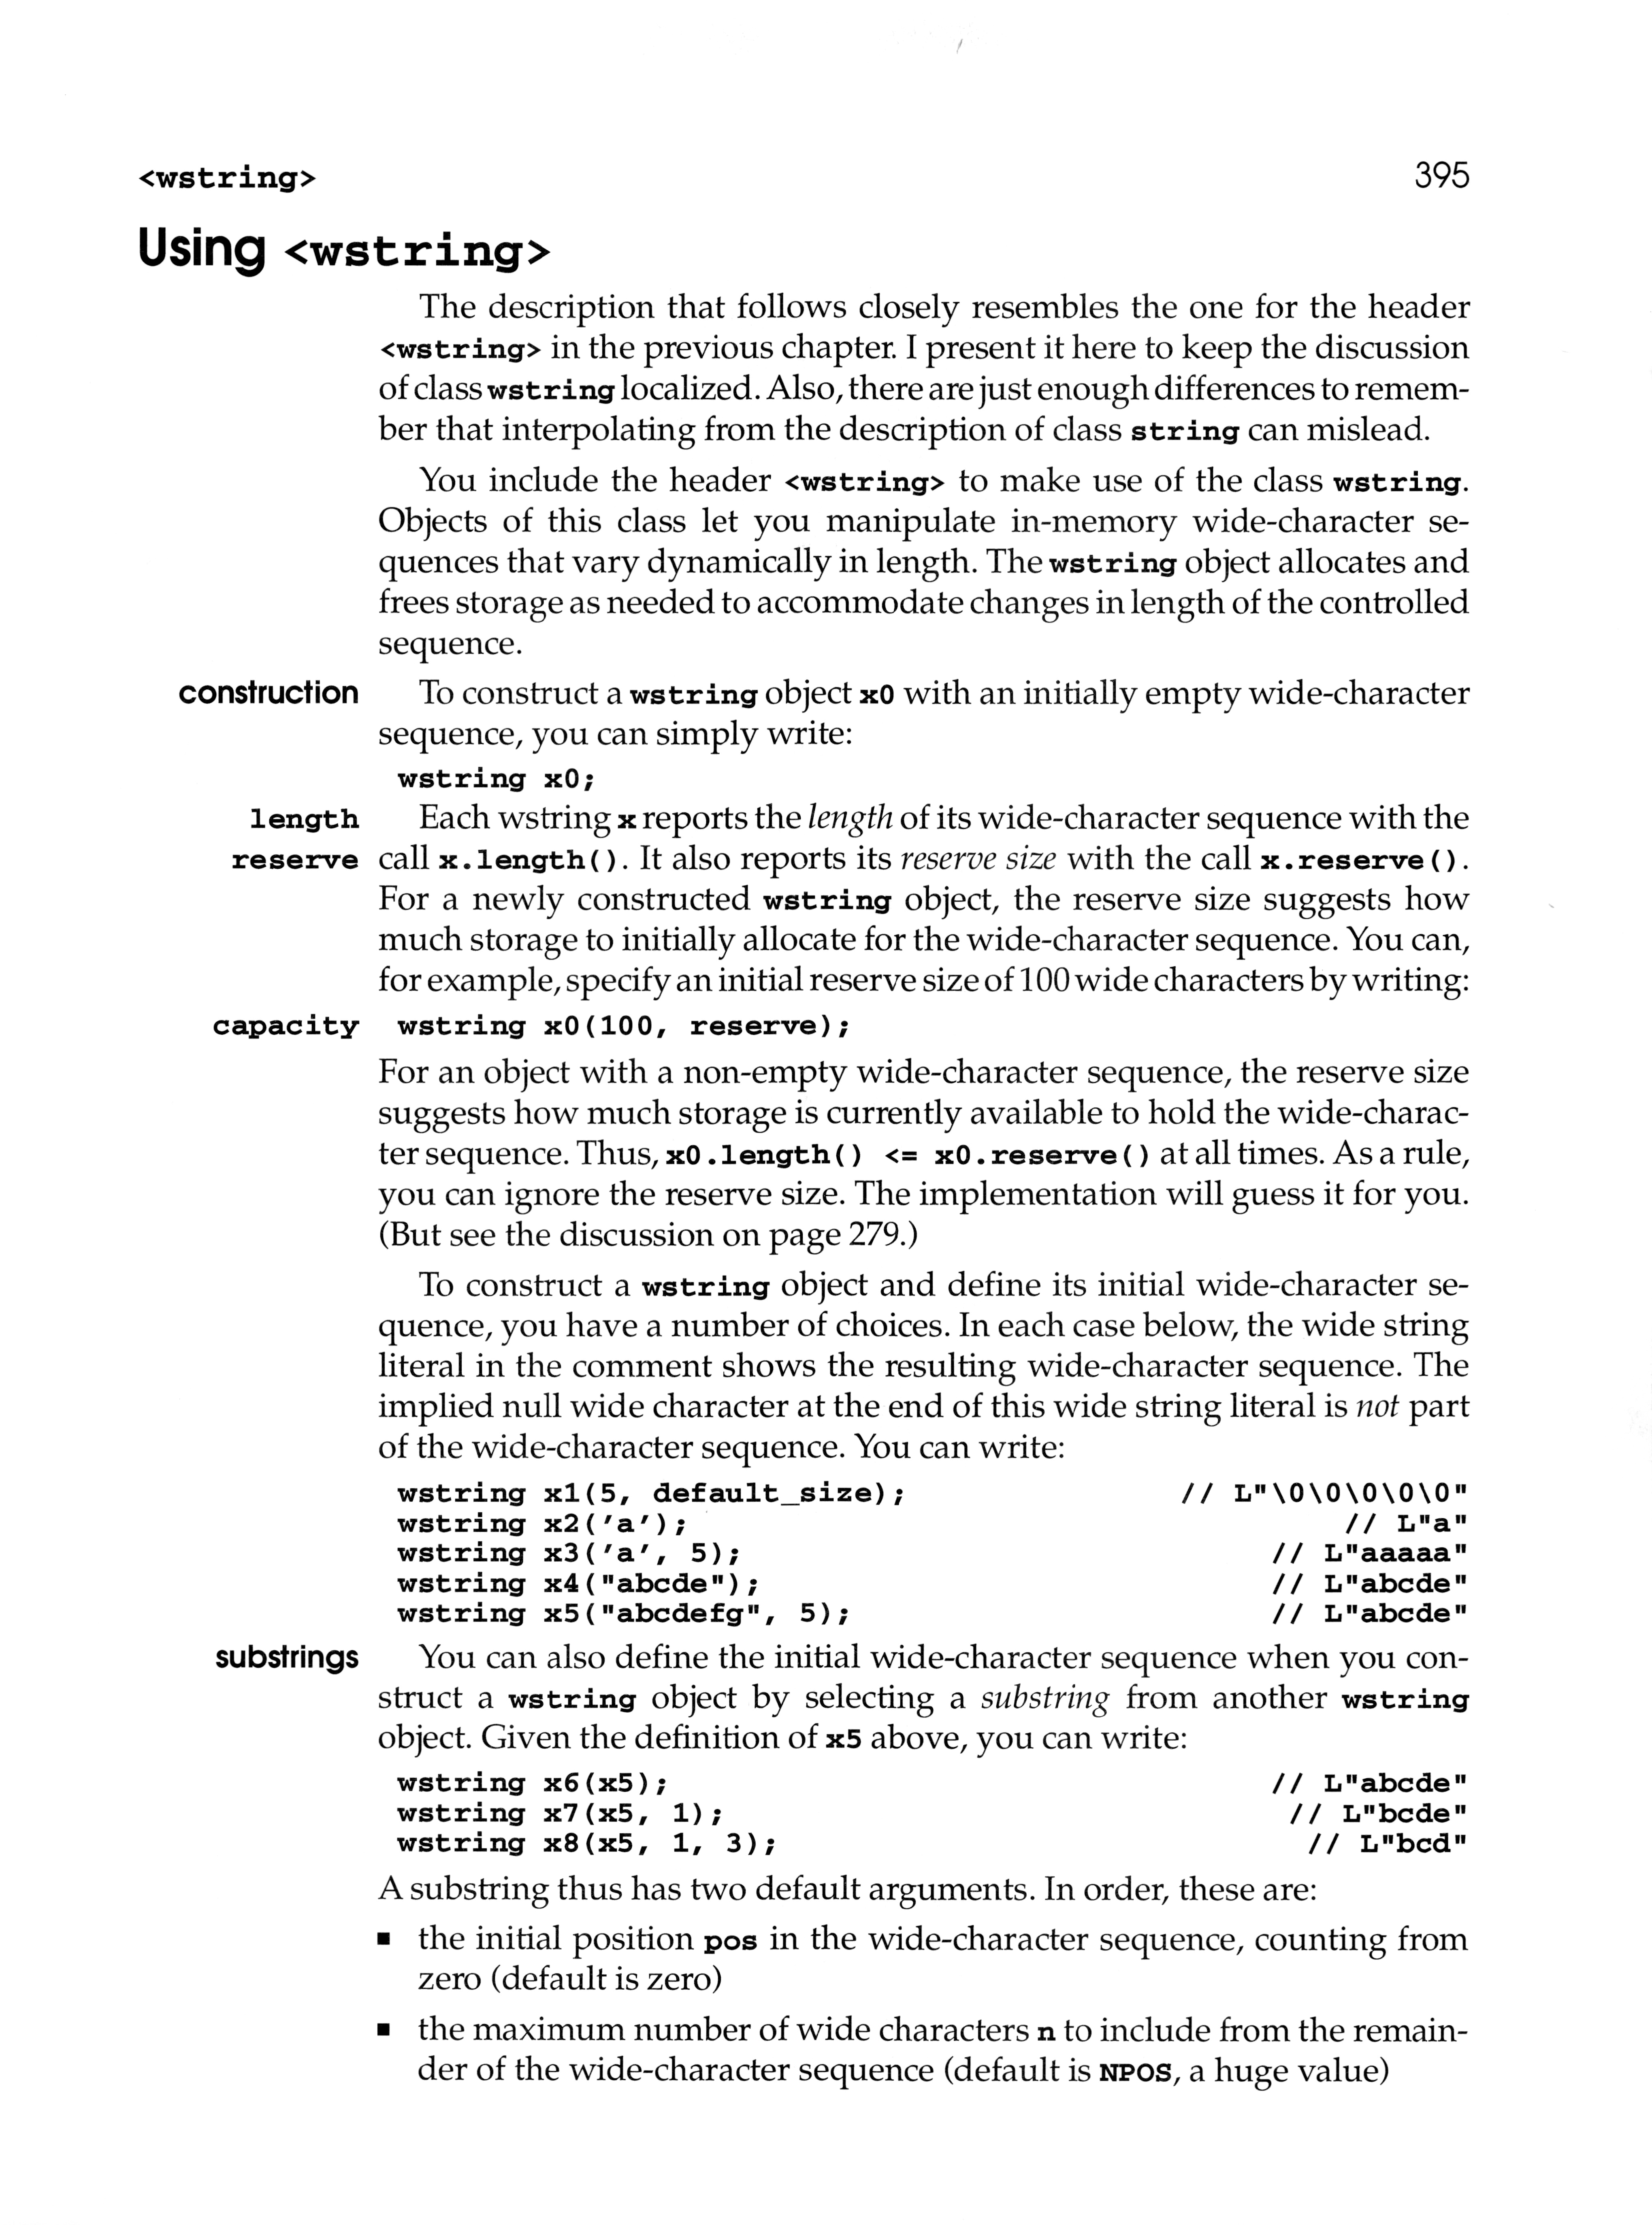 <wstring> 395
Using <wstring>
The description that follows closely resembles the one for the header
<wstring> in the previous chapter. I present it here to keep the discussion
of class wstring localized. Also, there are just enough differences to remem-
ber that interpolating from the description of class string can mislead.
You include the header <wstring> to make use of the class wstring.
Objects of this class let you manipulate in-memory wide-character se-
quences that vary dynamically in length. The wstring object allocates and
frees storage as needed to accommodate changes in length of the controlled
sequence.
construction To construct a wstring object x0 with an initially empty wide-character
sequence, you can simply write:
wstring x0;
length Each wstring x reports the length of its wide-character sequence with the
reserve call x.length(). It also reports its reserve size with the call x.reserve().
For a newly constructed wstring object, the reserve size suggests how
much storage to initially allocate for the wide-character sequence. You can,
for example, specify an initial reserve size of 100 wide characters by writing:
capacity wstring x0(100, reserve);
For an object with a non-empty wide-character sequence, the reserve size
suggests how much storage is currently available to hold the wide-charac-
ter sequence. Thus, x0.length() <= x0.reserve() at all times. As a rule,
you can ignore the reserve size. The implementation will guess it for you.
(But see the discussion on page 279.)
To construct a wstring object and define its initial wide-character se-
quence, you have a number of choices. In each case below, the wide string
literal in the comment shows the resulting wide-character sequence. The
implied null wide character at the end of this wide string literal is not part
of the wide-character sequence. You can write:
wstring x1(5, default_size); // L"\0\0\0\0\0"
wstring x2('a'); // L"a"
wstring x3('a', 5); // L"aaaaa"
wstring x4("abcde"); // L"abcde"
wstring x5("abcdefg", 5); // L"abcde"
substrings You can also define the initial wide-character sequence when you con-
struct a wstring object by selecting a substring from another wstring
object. Given the definition of x5 above, you can write:
wstring x6(x5); // L"abcde"
wstring x7(x5, 1); // L"bcde"
wstring x8(x5, 1, 3); // L"bcd"
A substring thus has two default arguments. In order, these are:
■ the initial position pos in the wide-character sequence, counting from
zero (default is zero)
■ the maximum number of wide characters n to include from the remain-
der of the wide-character sequence (default is NPOS, a huge value)